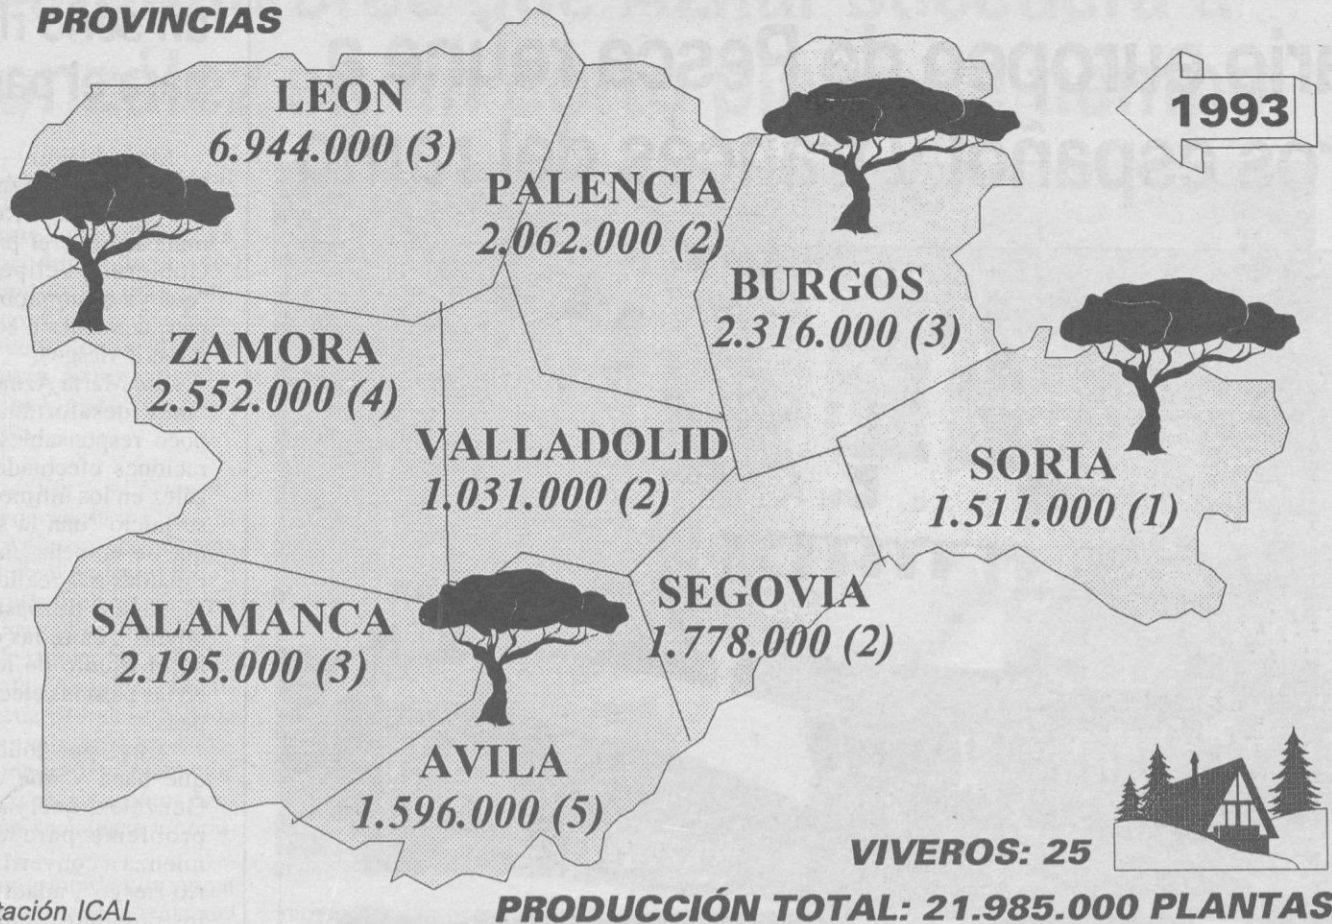 PROVINCIAS
1993
LEON
6.944.000 (3)
PALENCIA
2.062.000 (2)
BURGOS
2.316.000 (3)
ZAMORA
2.552.000 (4)
VALLADOLID
1.031.000 (2)
SORIA
1.511.000 (1)
SALAMANCA
2.195.000 (3)
SEGOVIA
1.778.000 (2)
AVILA
1.596.000 (5)
VIVEROS: 25
tación ICAL
PRODUCCIÓN TOTAL: 21.985.000 PLANTAS